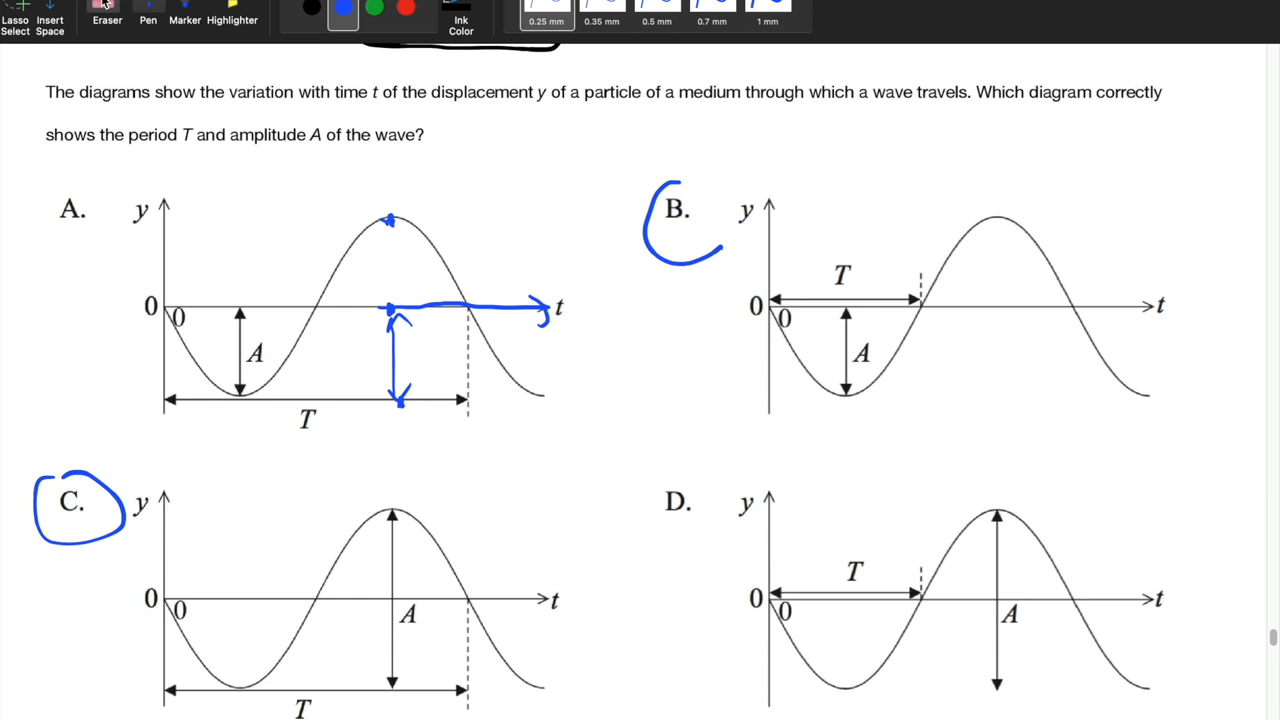 Lasso Select
Insert Space
Eraser
Pen
Marker
Highlighter
Ink Color
0.25 mm
0.35 mm
0.5 mm
0.7 mm
1 mm
The diagrams show the variation with time t of the displacement y of a particle of a medium through which a wave travels. Which diagram correctly
shows the period T and amplitude A of the wave?
A.
y
0
0
A
T
t
B.
y
T
0
0
A
t
C.
y
0
0
A
T
t
D.
y
T
0
0
A
t